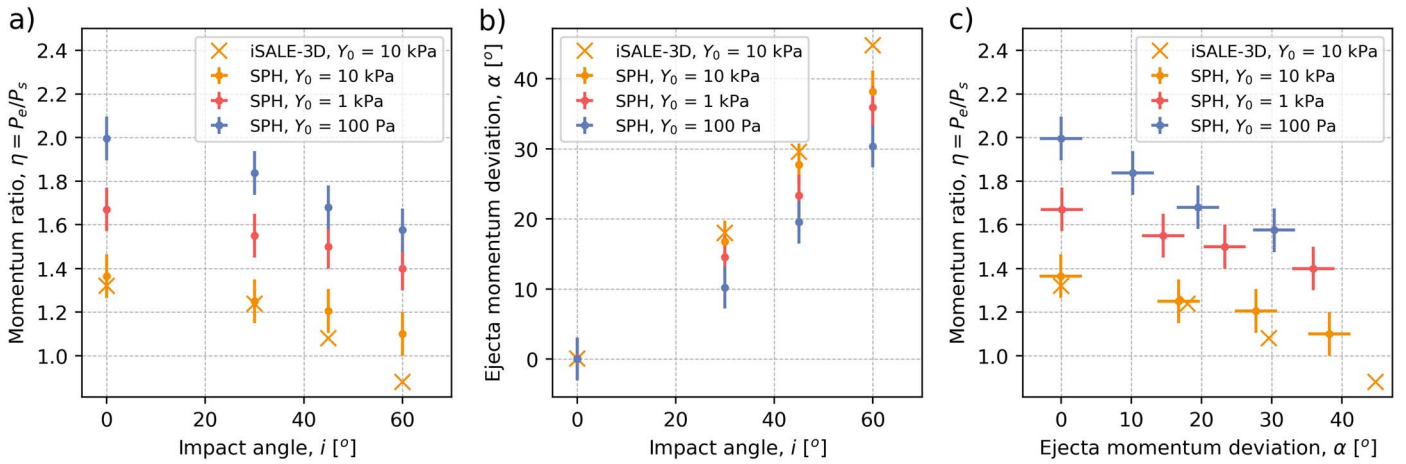 a)
Momentum ratio, η = Pₑ/Pₛ
2.4
2.2
2.0
1.8
1.6
1.4
1.2
1.0
iSALE-3D, Y₀ = 10 kPa
SPH, Y₀ = 10 kPa
SPH, Y₀ = 1 kPa
SPH, Y₀ = 100 Pa
0 20 40 60
Impact angle, i [°]
b)
Ejecta momentum deviation, α [°]
40
30
20
10
0
iSALE-3D, Y₀ = 10 kPa
SPH, Y₀ = 10 kPa
SPH, Y₀ = 1 kPa
SPH, Y₀ = 100 Pa
0 20 40 60
Impact angle, i [°]
c)
Momentum ratio, η = Pₑ/Pₛ
2.4
2.2
2.0
1.8
1.6
1.4
1.2
1.0
iSALE-3D, Y₀ = 10 kPa
SPH, Y₀ = 10 kPa
SPH, Y₀ = 1 kPa
SPH, Y₀ = 100 Pa
0 10 20 30 40
Ejecta momentum deviation, α [°]